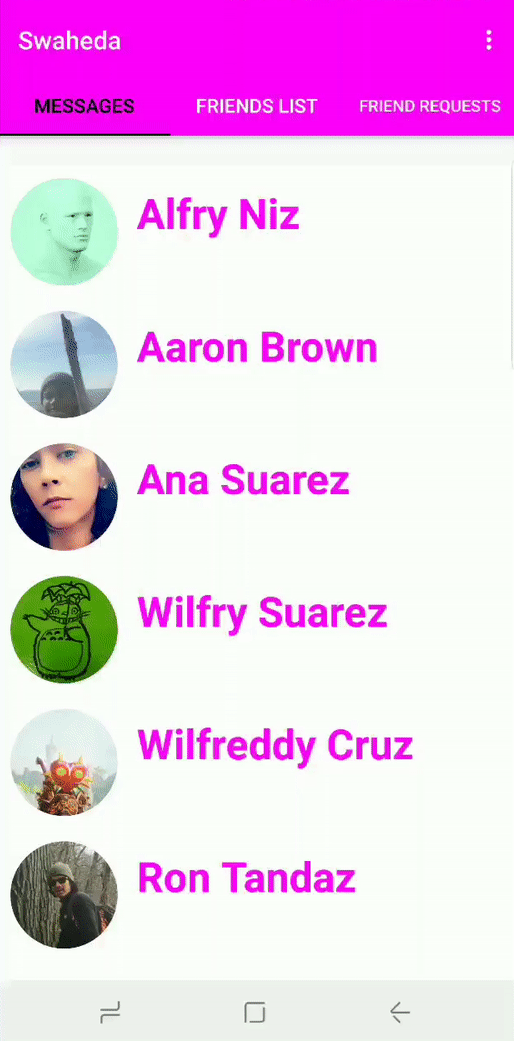 Swaheda
MESSAGES FRIENDS LIST FRIEND REQUESTS
Alfry Niz
Aaron Brown
Ana Suarez
Wilfry Suarez
Wilfreddy Cruz
Ron Tandaz